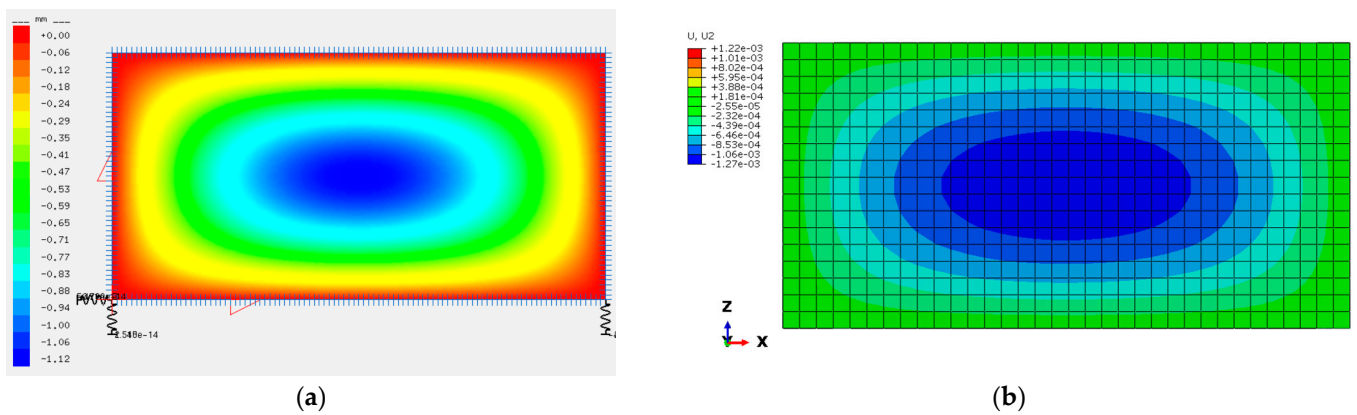 ___ mm ___
+0.00
-0.06
-0.12
-0.18
-0.24
-0.29
-0.35
-0.41
-0.47
-0.53
-0.59
-0.65
-0.71
-0.77
-0.83
-0.88
-0.94
-1.00
-1.06
-1.12
U, U2
+1.22e-03
+1.01e-03
+8.02e-04
+5.95e-04
+3.88e-04
+1.81e-04
-2.55e-05
-2.32e-04
-4.39e-04
-6.46e-04
-8.53e-04
-1.06e-03
-1.27e-03
Z
Y
X
(a)
(b)